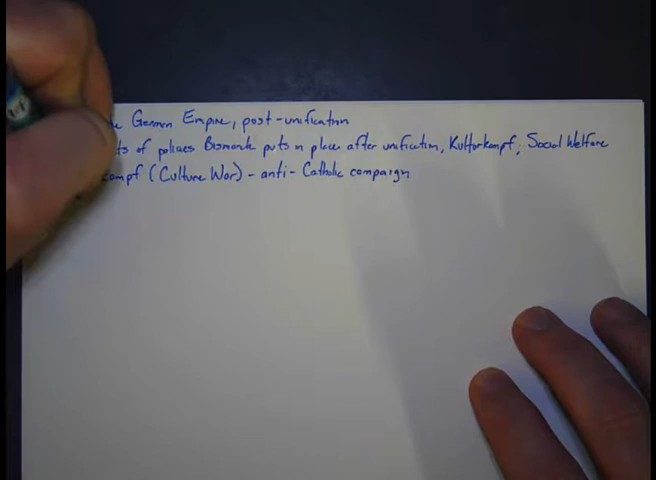 German Empire, post-unification
of policies Bismarck puts in place after unification, Kulturkampf, Social Welfare
(Culture War) - anti-Catholic campaign